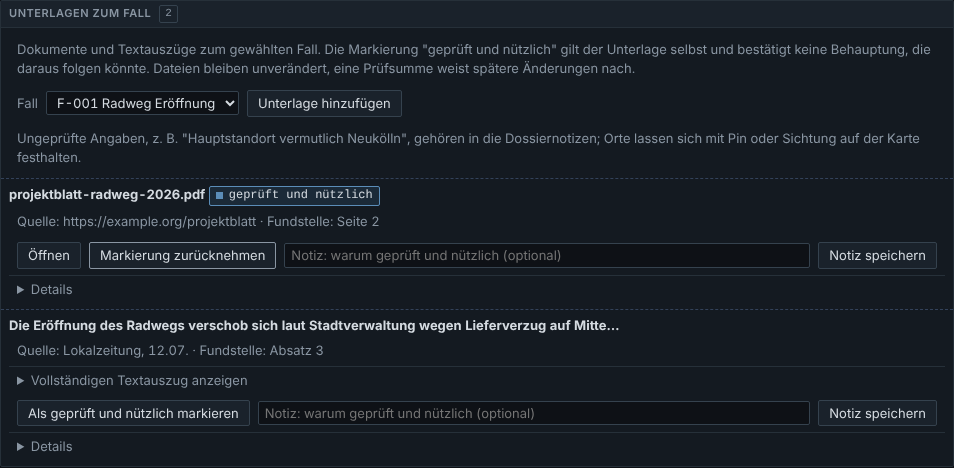 UNTERLAGEN ZUM FALL 2
Dokumente und Textauszüge zum gewählten Fall. Die Markierung "geprüft und nützlich" gilt der Unterlage selbst und bestätigt keine Behauptung, die
daraus folgen könnte. Dateien bleiben unverändert, eine Prüfsumme weist spätere Änderungen nach.
Fall F-001 Radweg Eröffnung Unterlage hinzufügen
Ungeprüfte Angaben, z. B. "Hauptstandort vermutlich Neukölln", gehören in die Dossiernotizen; Orte lassen sich mit Pin oder Sichtung auf der Karte
festhalten.
projektblatt-radweg-2026.pdf geprüft und nützlich
Quelle: https://example.org/projektblatt · Fundstelle: Seite 2
Öffnen Markierung zurücknehmen Notiz: warum geprüft und nützlich (optional) Notiz speichern
Details
Die Eröffnung des Radwegs verschob sich laut Stadtverwaltung wegen Lieferverzug auf Mitte…
Quelle: Lokalzeitung, 12.07. · Fundstelle: Absatz 3
Vollständigen Textauszug anzeigen
Als geprüft und nützlich markieren Notiz: warum geprüft und nützlich (optional) Notiz speichern
Details